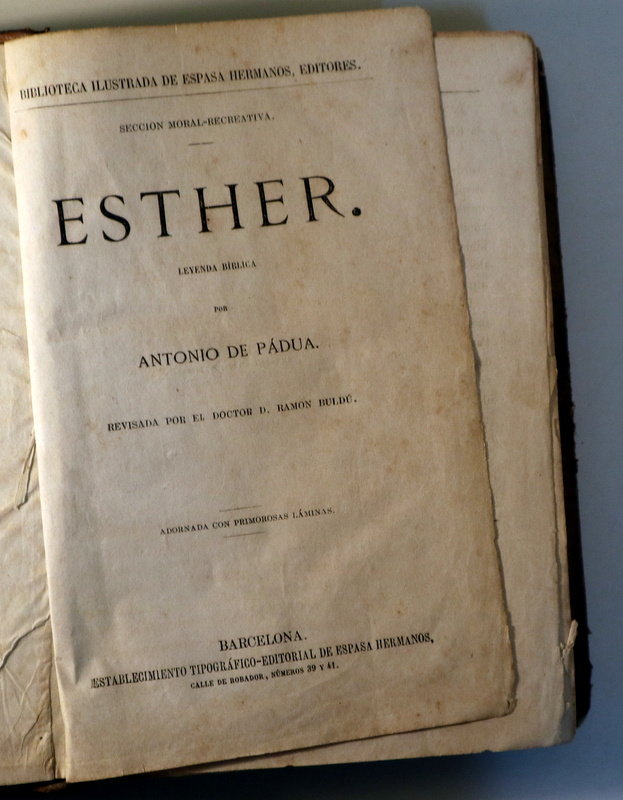 BIBLIOTECA ILUSTRADA DE ESPASA HERMANOS, EDITORES.
SECCION MORAL-RECREATIVA.
ESTHER.
LEYENDA BÍBLICA
POR
ANTONIO DE PÁDUA.
REVISADA POR EL DOCTOR D. RAMON BULDÚ.
ADORNADA CON PRIMOROSAS LÁMINAS.
BARCELONA.
ESTABLECIMIENTO TIPOGRÁFICO-EDITORIAL DE ESPASA HERMANOS,
CALLE DE ROBADOR, NÚMEROS 39 Y 41.